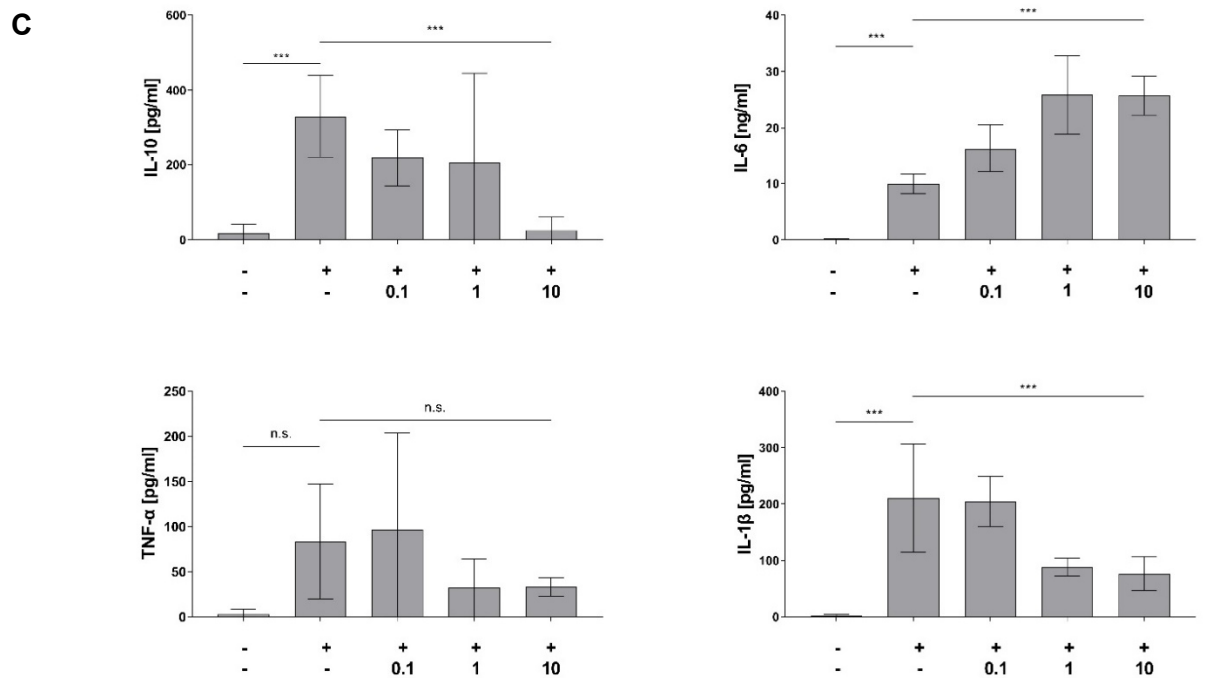 C
600
400
200
0
IL-10 [pg/ml]
***
***
- + + + +
- - 0.1 1 10
40
30
20
10
0
IL-6 [ng/ml]
***
***
- + + + +
- - 0.1 1 10
250
200
150
100
50
0
TNF-α [pg/ml]
n.s.
n.s.
- + + + +
- - 0.1 1 10
400
300
200
100
0
IL-1β [pg/ml]
***
***
- + + + +
- - 0.1 1 10